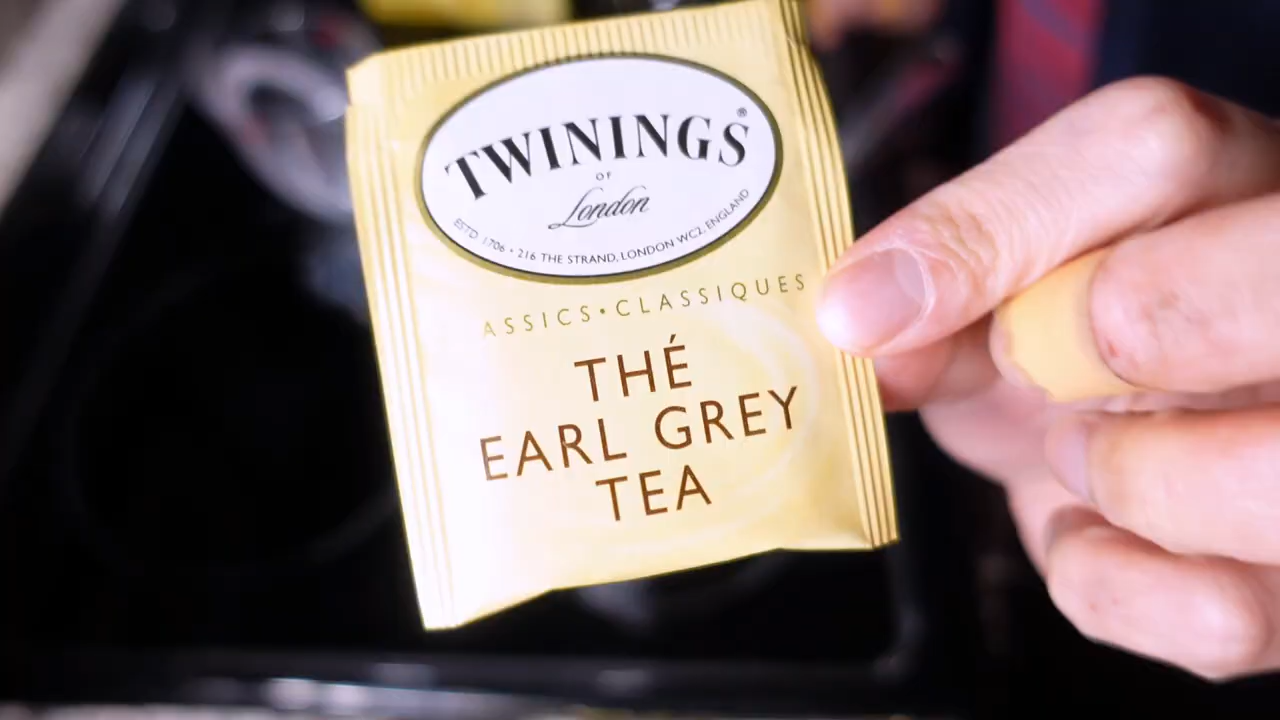 TWININGS®
OF
London
ESTD 1706 • 216 THE STRAND, LONDON WC2, ENGLAND
ASSICS•CLASSIQUES
THÉ
EARL GREY
TEA